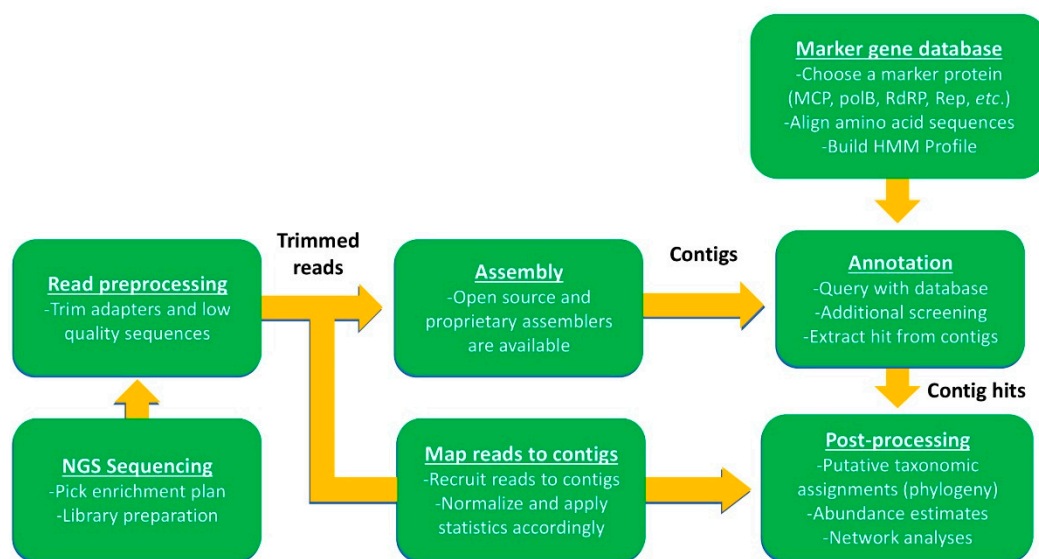 Marker gene database
-Choose a marker protein
(MCP, polB, RdRP, Rep, etc.)
-Align amino acid sequences
-Build HMM Profile
Trimmed
reads
Contigs
Read preprocessing
-Trim adapters and low
quality sequences
Assembly
-Open source and
proprietary assemblers
are available
Annotation
-Query with database
-Additional screening
-Extract hit from contigs
Contig hits
NGS Sequencing
-Pick enrichment plan
-Library preparation
Map reads to contigs
-Recruit reads to contigs
-Normalize and apply
statistics accordingly
Post-processing
-Putative taxonomic
assignments (phylogeny)
-Abundance estimates
-Network analyses